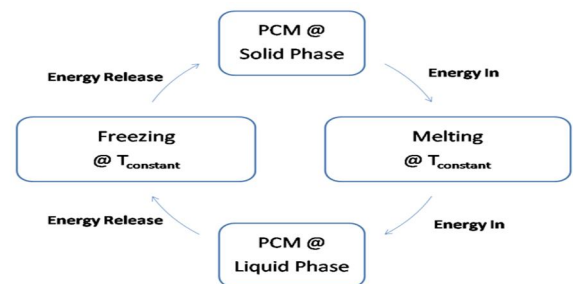 PCM @
Solid Phase
Energy Release
Energy In
Freezing
@ Tconstant
Melting
@ Tconstant
Energy Release
Energy In
PCM @
Liquid Phase